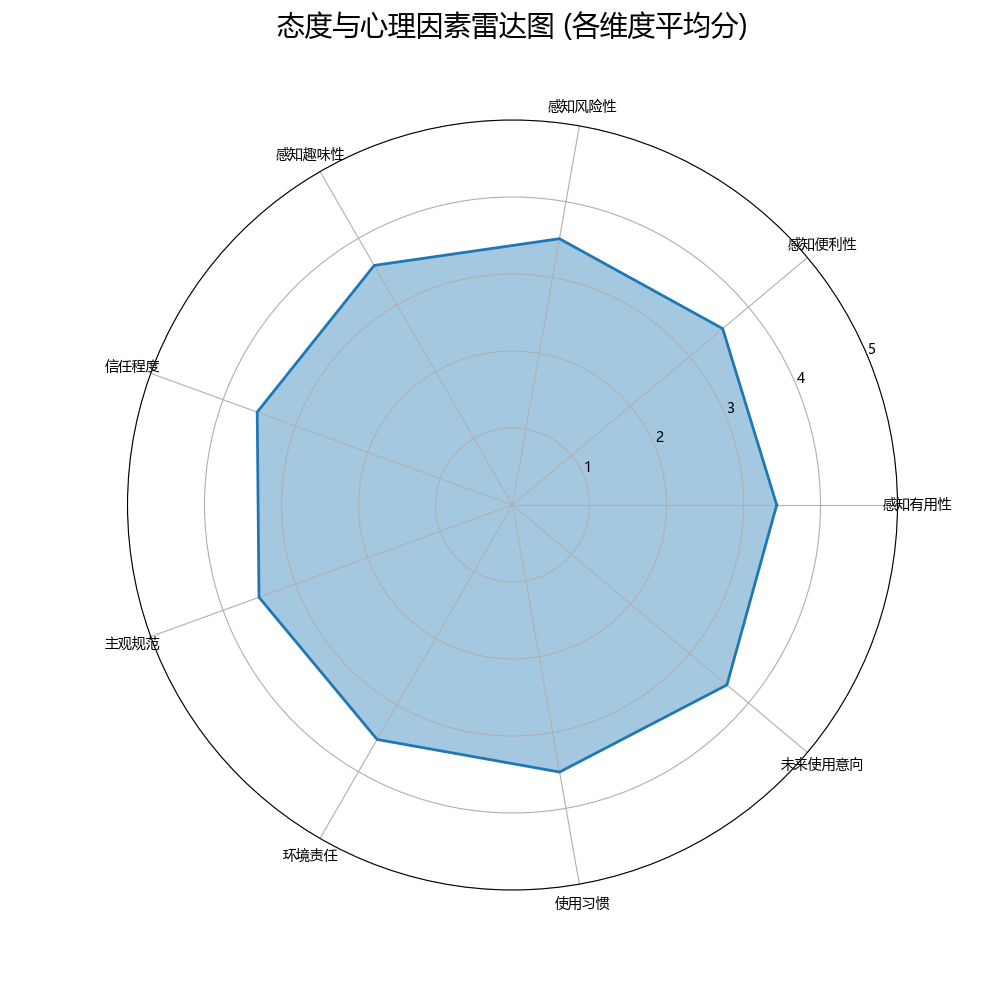 态度与心理因素雷达图 (各维度平均分)
感知风险性
感知趣味性
感知便利性
5
信任程度
4
3
2
1
感知有用性
主观规范
未来使用意向
环境责任
使用习惯